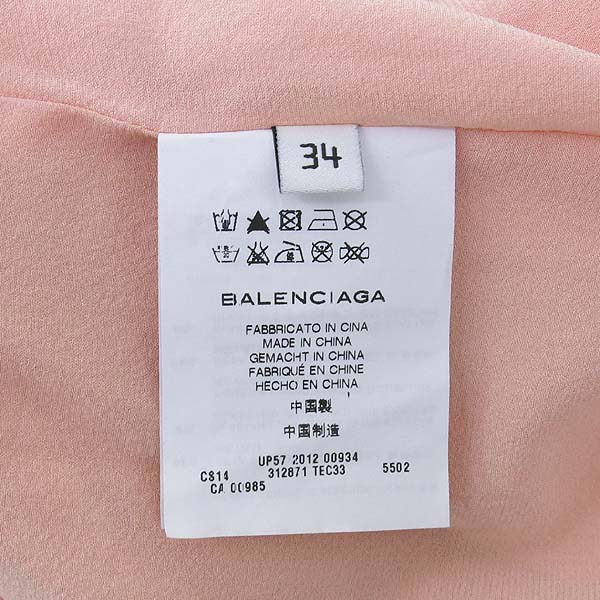 34
BALENCIAGA
FABBRICATO IN CINA
MADE IN CHINA
GEMACHT IN CHINA
FABRIQUÉ EN CHINE
HECHO EN CHINA
中国製
中国制造
UP57 2012 00934
CS14 312871 TEC33 5502
CA 00985